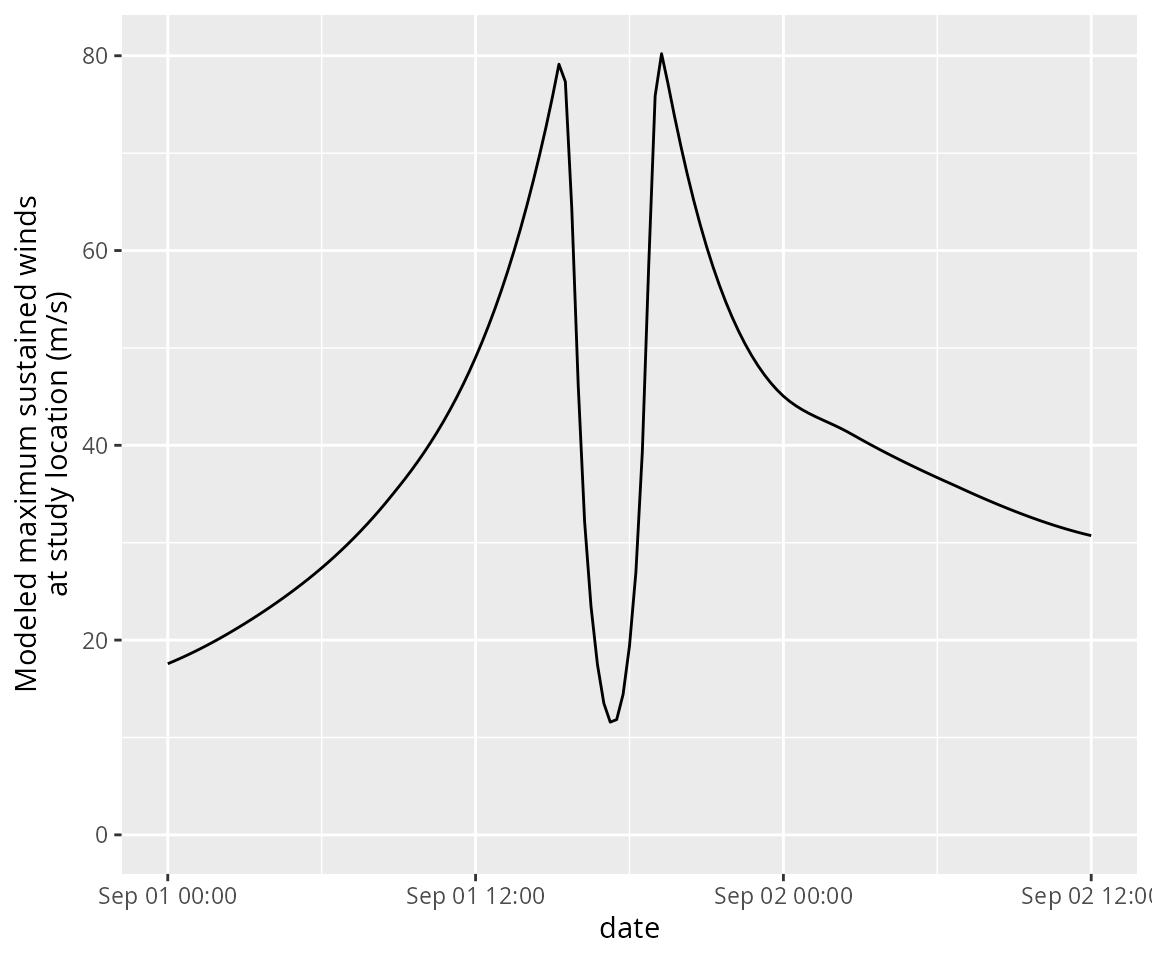 Modeled maximum sustained winds
at study location (m/s)
80
60
40
20
0
Sep 01 00:00
Sep 01 12:00
Sep 02 00:00
Sep 02 12:00
date